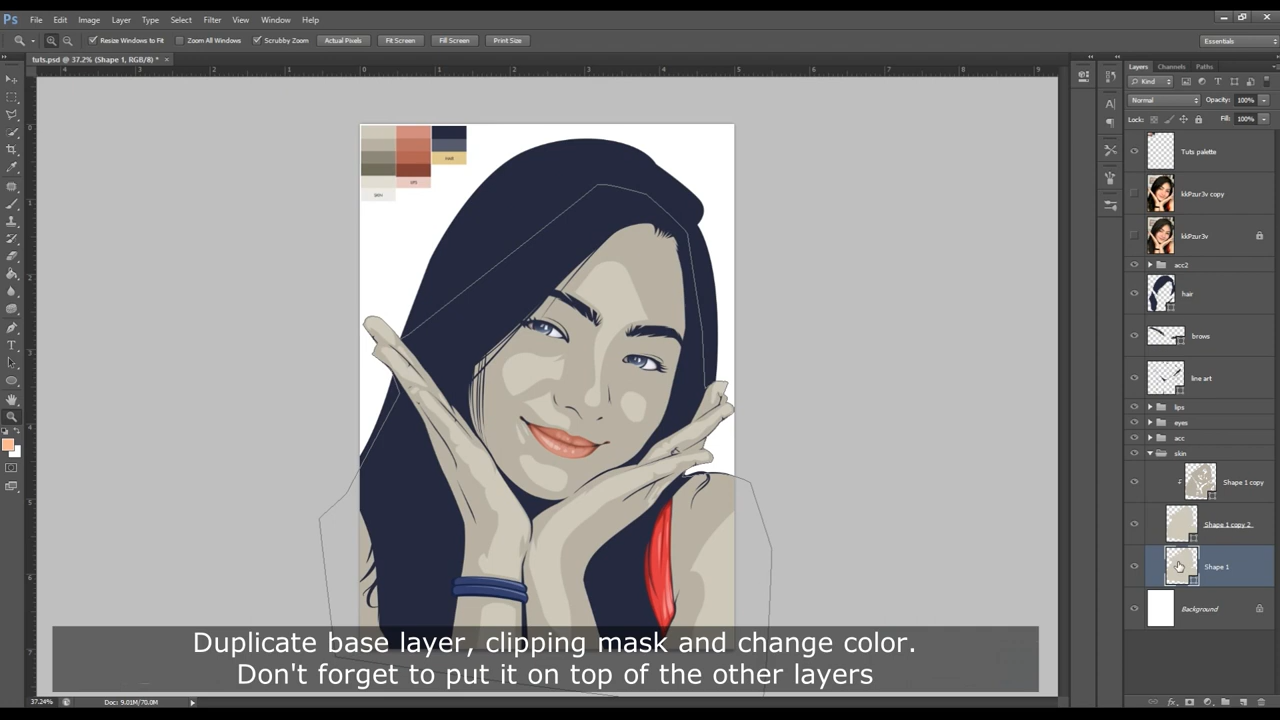 Ps File Edit Image Layer Type Select Filter View Window Help
Resize Windows to Fit Zoom All Windows Scrubby Zoom Actual Pixels Fit Screen Fill Screen Print Size Essentials
tuts.psd @ 37.2% (Shape 1, RGB/8) * ×
Layers Channels Paths
Kind
Normal Opacity: 100%
Lock: Fill: 100%
Tuts palette
kkPzur3v copy
kkPzur3v
acc2
hair
brows
line art
lips
eyes
acc
skin
Shape 1 copy
Shape 1 copy 2
Shape 1
Background
Duplicate base layer, clipping mask and change color.
Don't forget to put it on top of the other layers
37.24% Doc: 9.01M/70.0M